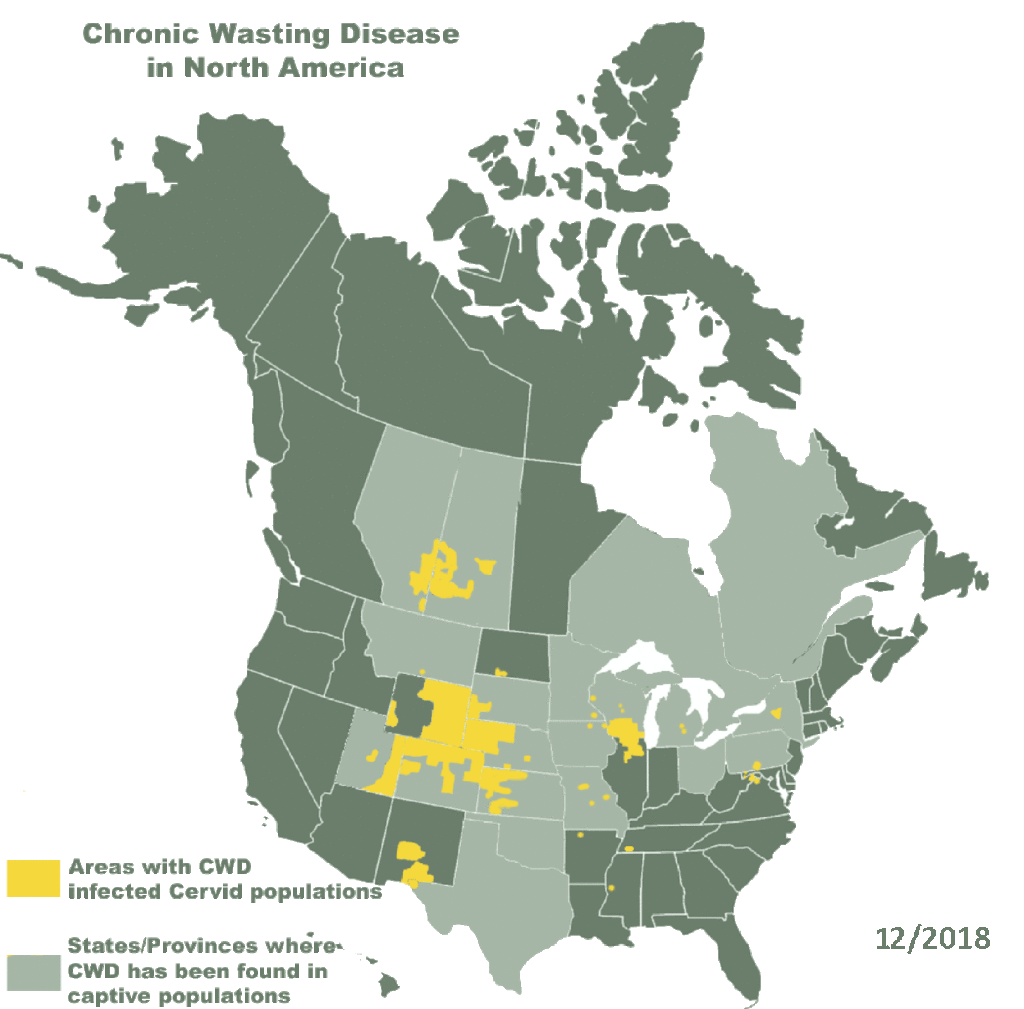 Chronic Wasting Disease
in North America
Areas with CWD
infected Cervid populations
States/Provinces where
CWD has been found in
captive populations
12/2018